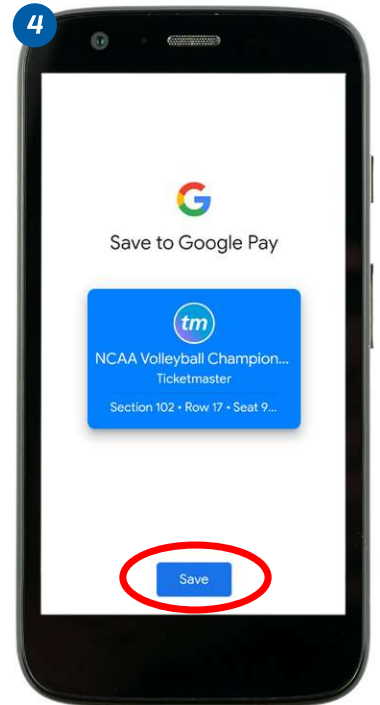 4
G
Save to Google Pay
tm
NCAA Volleyball Champion...
Ticketmaster
Section 102 • Row 17 • Seat 9...
Save